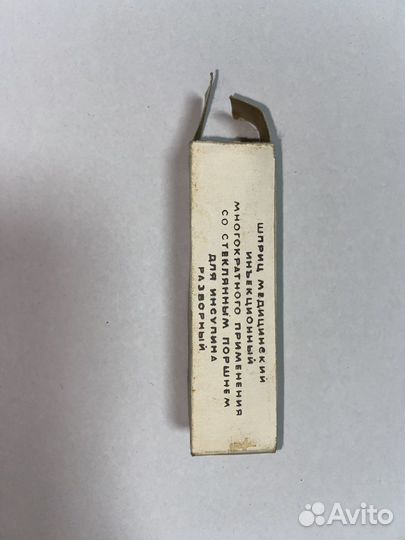 ШПРИЦ МЕДИЦИНСКИЙ
ИНЪЕКЦИОННЫЙ
МНОГОКРАТНОГО ПРИМЕНЕНИЯ
СО СТЕКЛЯННЫМ ПОРШНЕМ
ДЛЯ ИНСУЛИНА
РАЗБОРНЫЙ
Avito